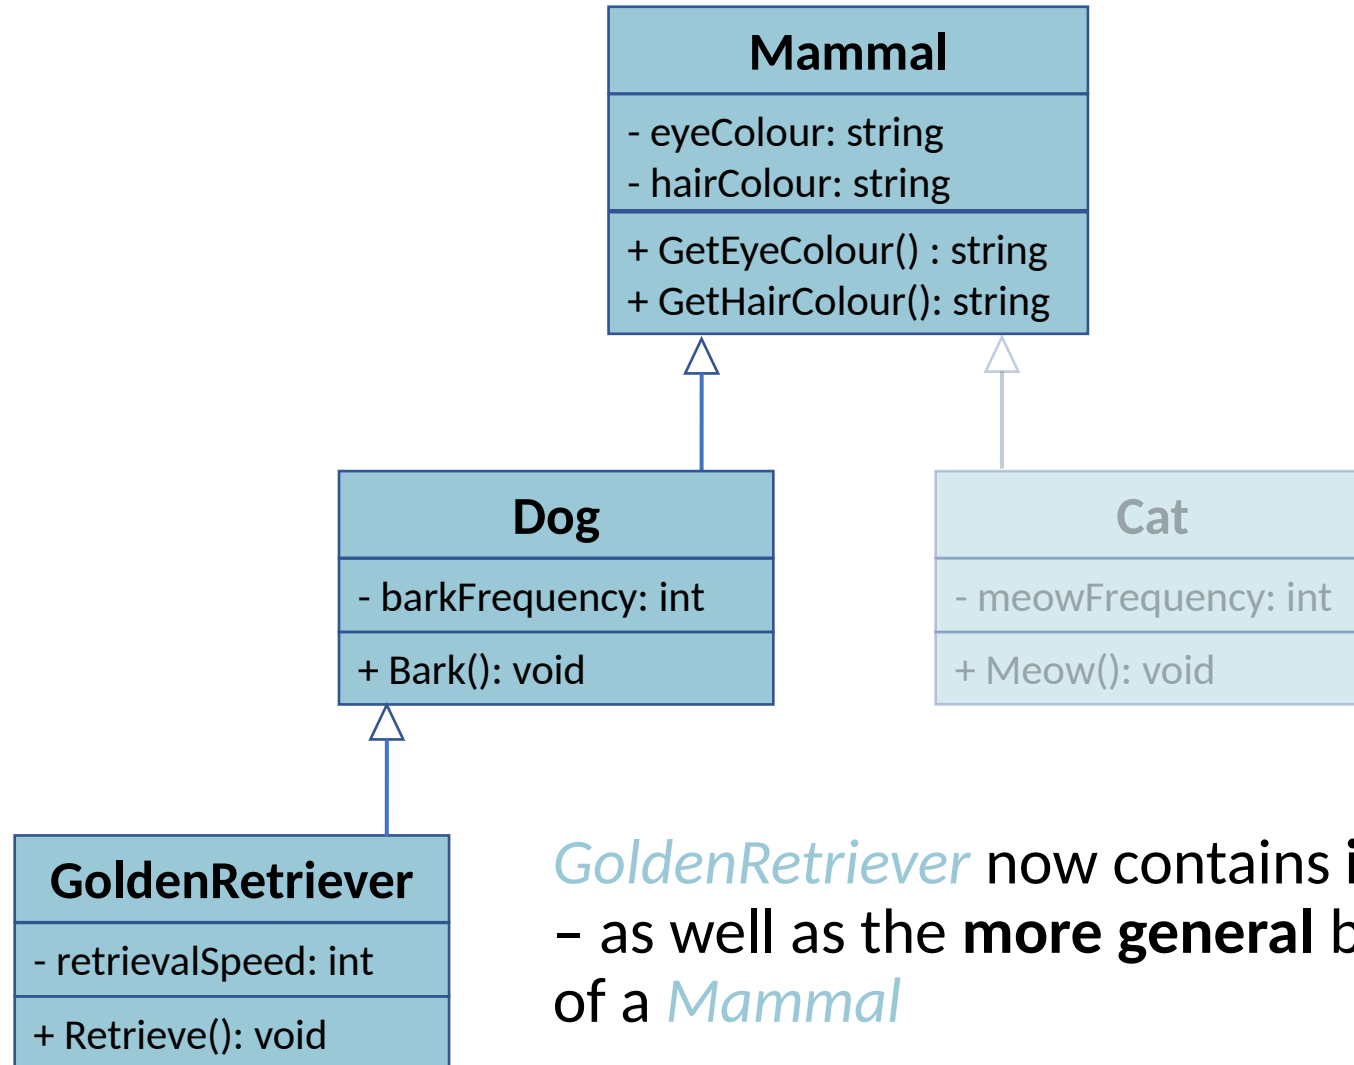 Mammal
- eyeColour: string
- hairColour: string
+ GetEyeColour() : string
+ GetHairColour(): string
Dog
- barkFrequency: int
+ Bark(): void
Cat
- meowFrequency: int
+ Meow(): void
GoldenRetriever
- retrievalSpeed: int
+ Retrieve(): void
GoldenRetriever now contains
– as well as the more general
of a Mammal